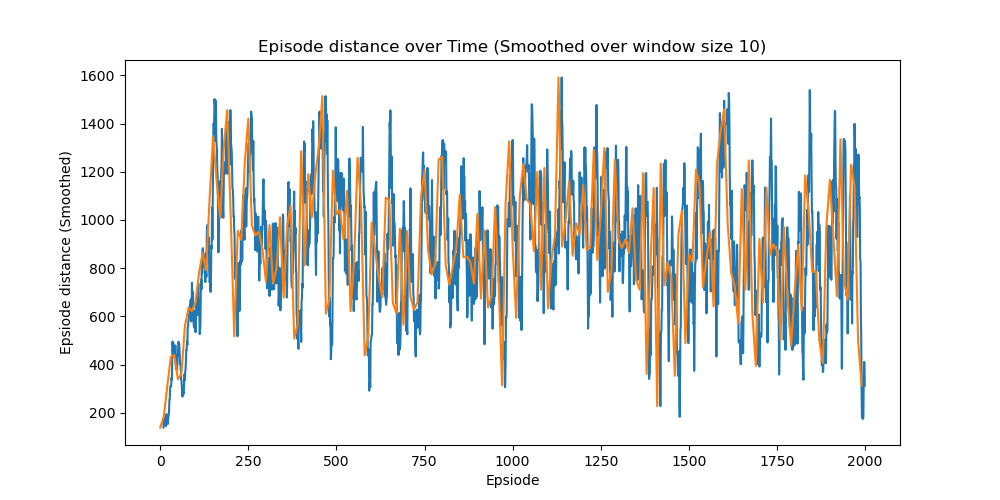 Episode distance over Time (Smoothed over window size 10)
Epsiode distance (Smoothed)
1600
1400
1200
1000
800
600
400
200
0 250 500 750 1000 1250 1500 1750 2000
Epsiode